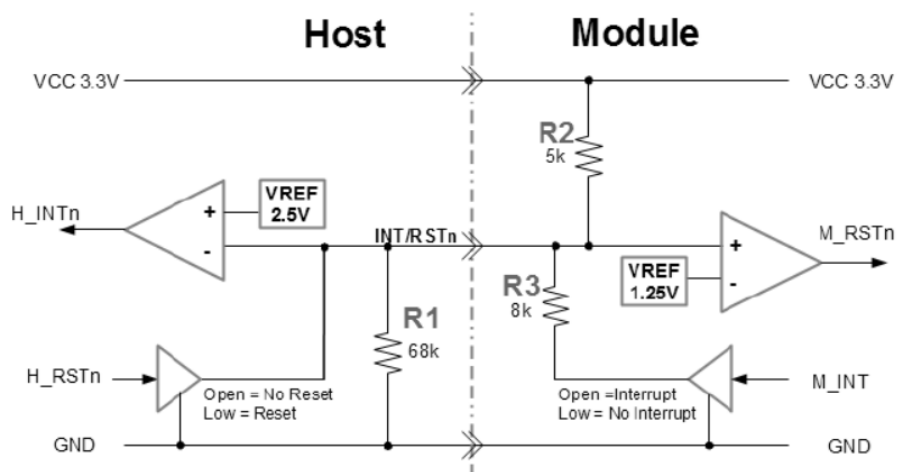 Host
Module
VCC 3.3V
VCC 3.3V
R2
5k
VREF
2.5V
+
-
H_INTn
INT/RSTn
M_RSTn
+
-
VREF
1.25V
R3
8k
R1
68k
H_RSTn
Open = No Reset
Low = Reset
Open =Interrupt
Low = No Interrupt
M_INT
GND
GND